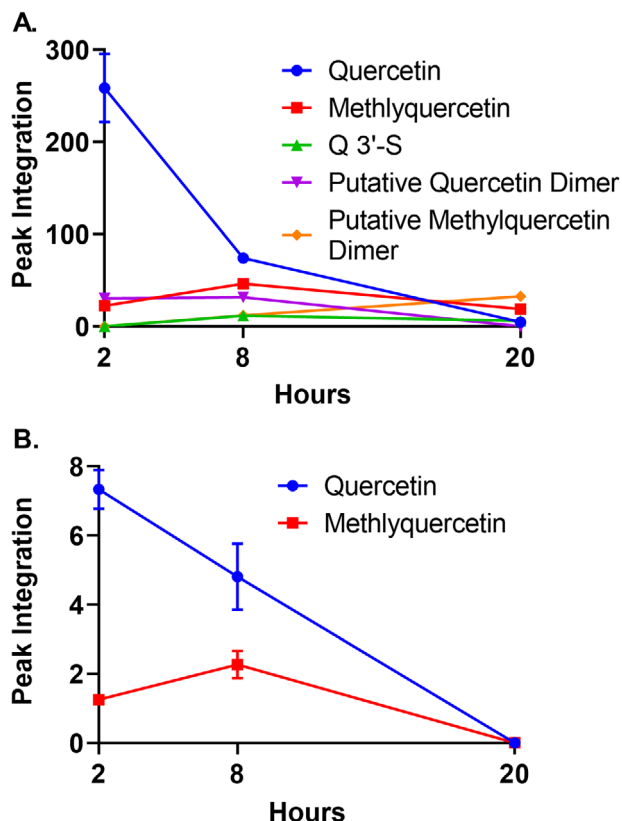 A.
300
200
100
0
Peak Integration
2
8
20
Hours
Quercetin
Methlyquercetin
Q 3'-S
Putative Quercetin Dimer
Putative Methylquercetin
Dimer
B.
8
6
4
2
0
Peak Integration
2
8
20
Hours
Quercetin
Methlyquercetin